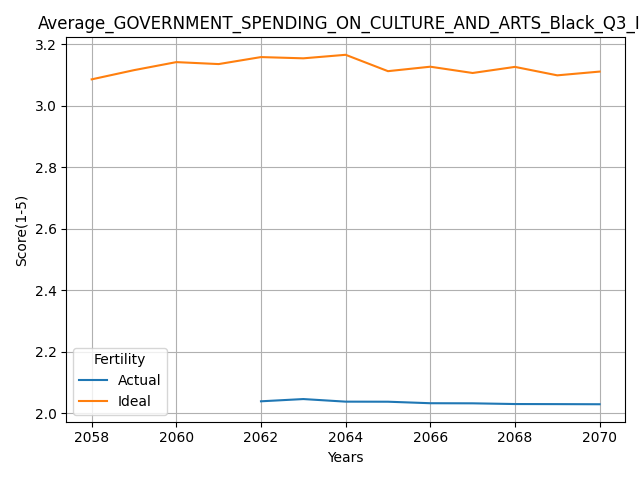 Average_GOVERNMENT_SPENDING_ON_CULTURE_AND_ARTS_Black_Q3_I
3.2
3.0
2.8
2.6
2.4
2.2
2.0
Score(1-5)
Fertility
Actual
Ideal
2058 2060 2062 2064 2066 2068 2070
Years